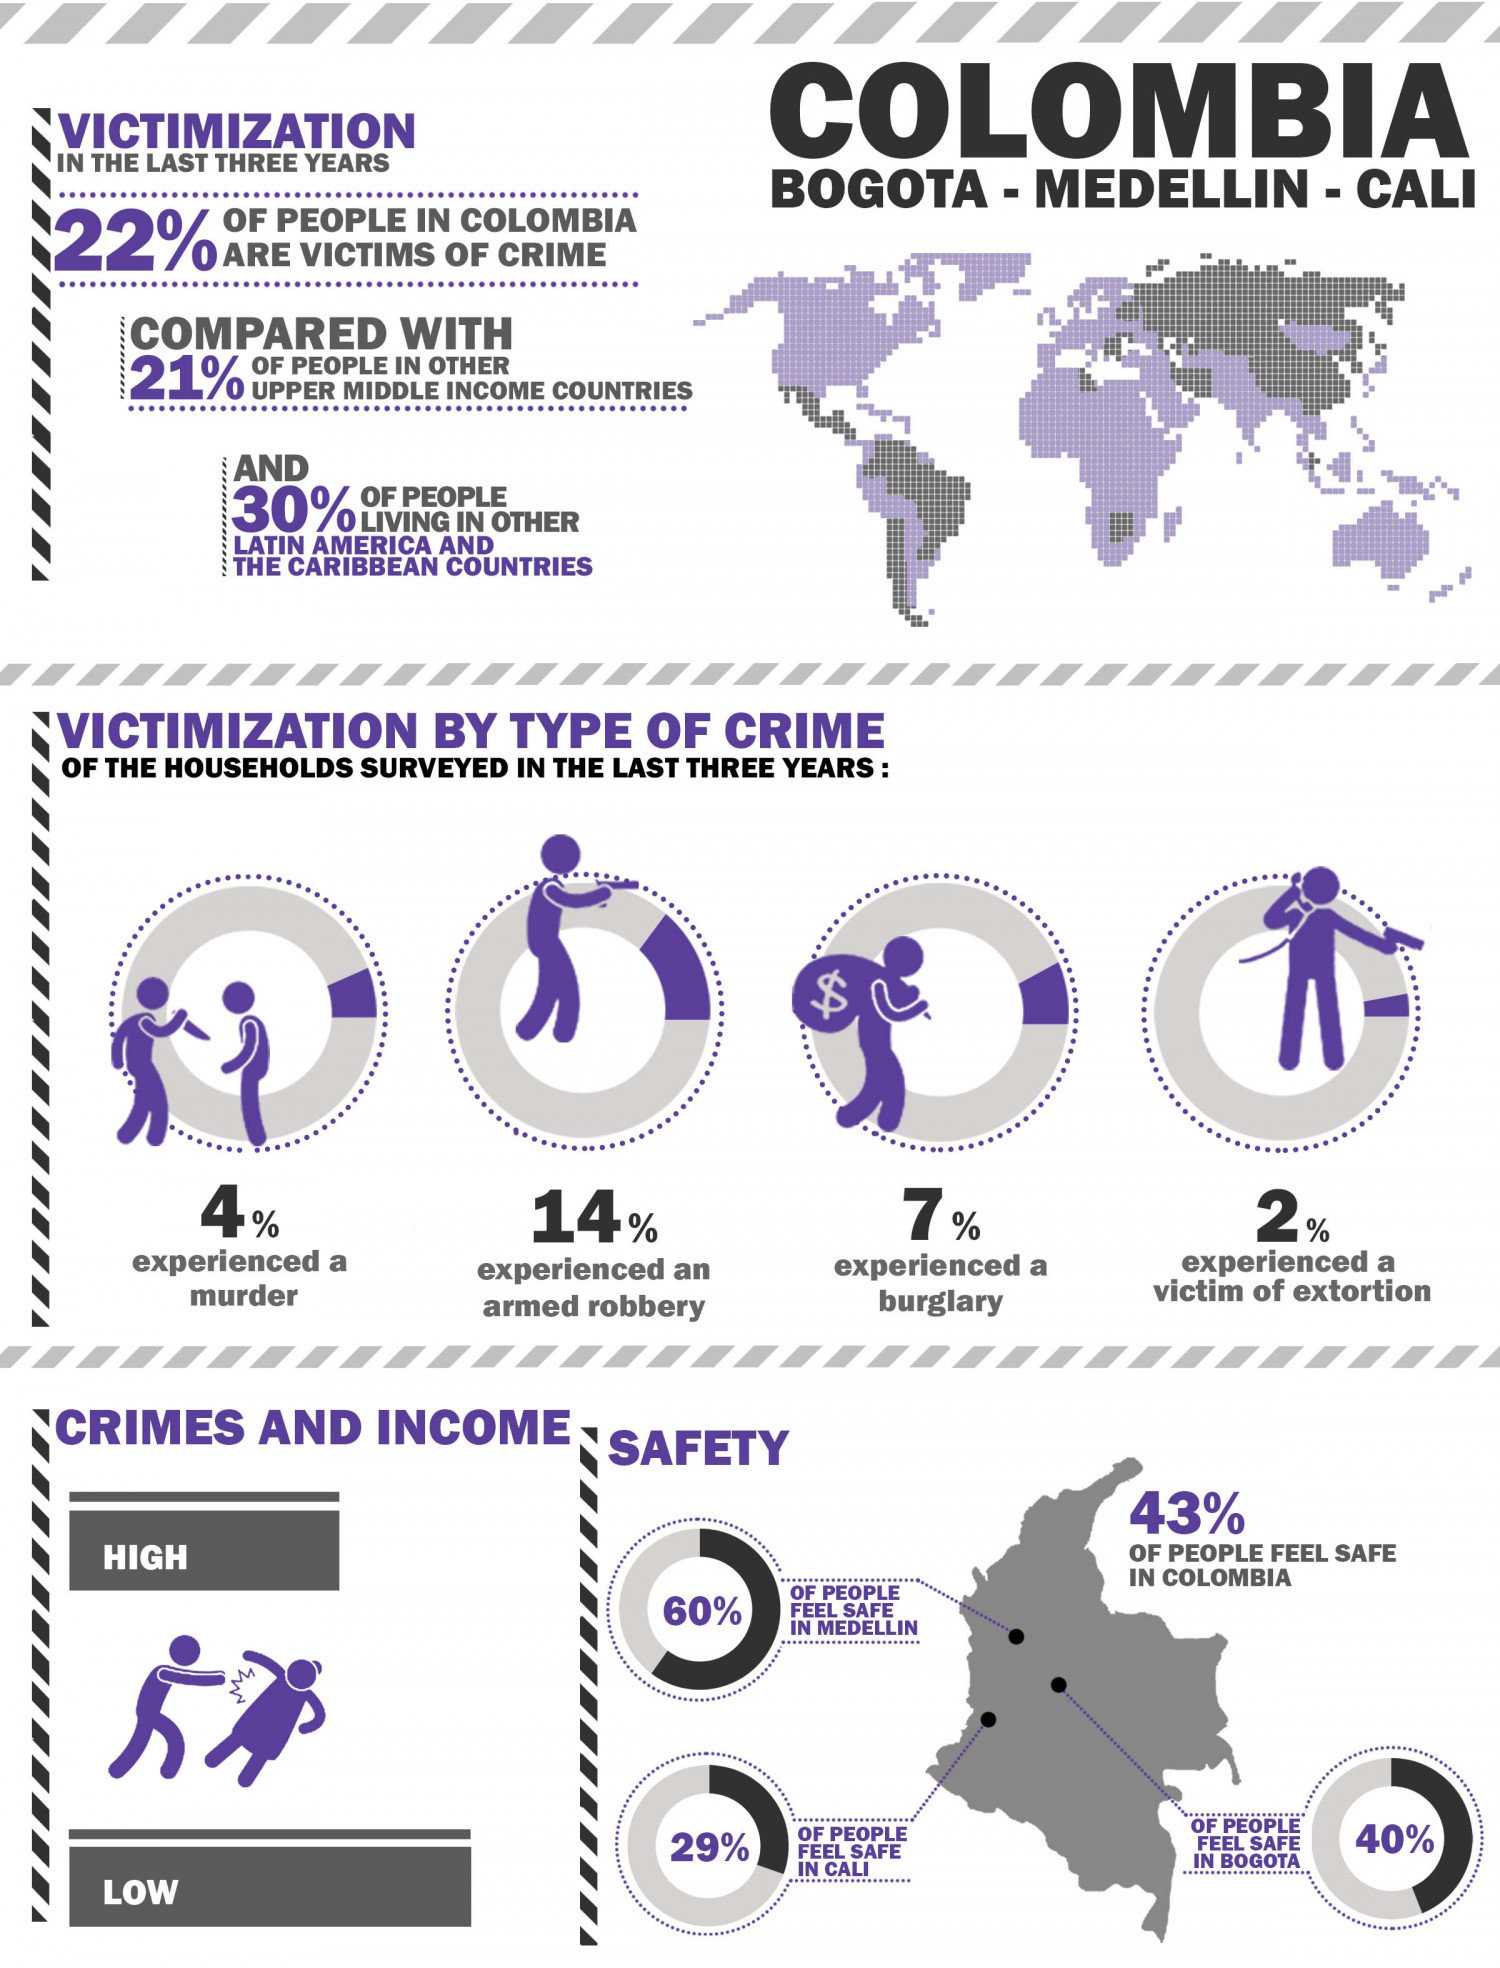 COLOMBIA
BOGOTA - MEDELLIN - CALI
VICTIMIZATION
IN THE LAST THREE YEARS
22% OF PEOPLE IN COLOMBIA
ARE VICTIMS OF CRIME
COMPARED WITH
21% OF PEOPLE IN OTHER
UPPER MIDDLE INCOME COUNTRIES
AND
30% OF PEOPLE
LIVING IN OTHER
LATIN AMERICA AND
THE CARIBBEAN COUNTRIES
VICTIMIZATION BY TYPE OF CRIME
OF THE HOUSEHOLDS SURVEYED IN THE LAST THREE YEARS :
$
4 %
experienced a
murder
14 %
experienced an
armed robbery
7 %
experienced a
burglary
2 %
experienced a
victim of extortion
CRIMES AND INCOME
HIGH
LOW
SAFETY
43%
OF PEOPLE FEEL SAFE
IN COLOMBIA
60%
OF PEOPLE
FEEL SAFE
IN MEDELLIN
29%
OF PEOPLE
FEEL SAFE
IN CALI
OF PEOPLE
FEEL SAFE
IN BOGOTA
40%